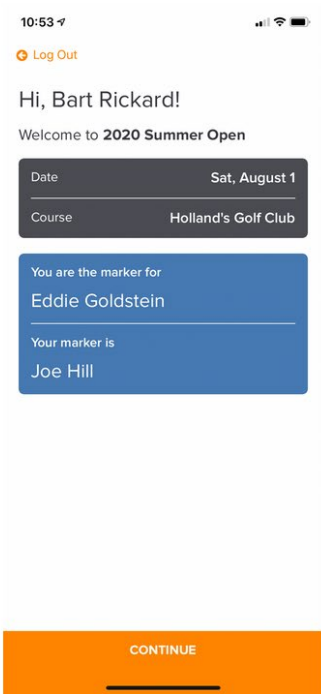 10:53
Log Out
Hi, Bart Rickard!
Welcome to 2020 Summer Open
Date Sat, August 1
Course Holland's Golf Club
You are the marker for
Eddie Goldstein
Your marker is
Joe Hill
CONTINUE